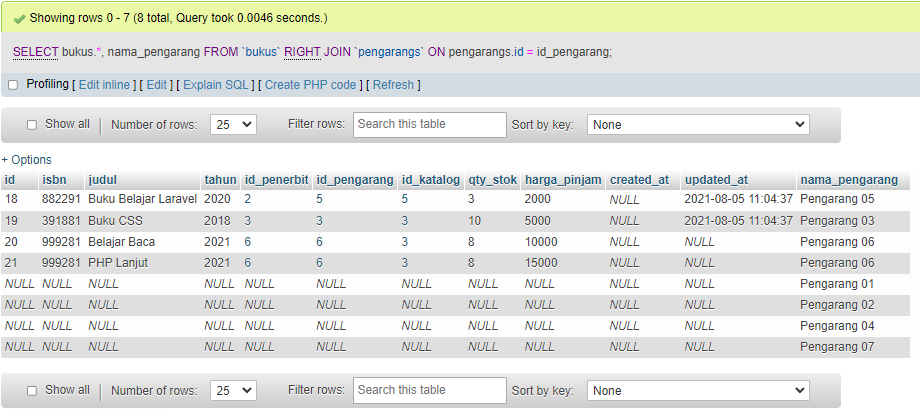 Showing rows 0 - 7 (8 total, Query took 0.0046 seconds.)
SELECT bukus.*, nama_pengarang FROM `bukus` RIGHT JOIN `pengarangs` ON pengarangs.id = id_pengarang;
Profiling [ Edit inline ] [ Edit ] [ Explain SQL ] [ Create PHP code ] [ Refresh ]
Show all | Number of rows: 25 Filter rows: Search this table Sort by key: None
+ Options
id isbn judul tahun id_penerbit id_pengarang id_katalog qty_stok harga_pinjam created_at updated_at nama_pengarang
18 882291 Buku Belajar Laravel 2020 2 5 5 3 2000 NULL 2021-08-05 11:04:37 Pengarang 05
19 391881 Buku CSS 2018 3 3 3 10 5000 NULL 2021-08-05 11:04:37 Pengarang 03
20 999281 Belajar Baca 2021 6 6 3 8 10000 NULL NULL Pengarang 06
21 999281 PHP Lanjut 2021 6 6 3 8 15000 NULL NULL Pengarang 06
NULL NULL NULL NULL NULL NULL NULL NULL NULL NULL NULL Pengarang 01
NULL NULL NULL NULL NULL NULL NULL NULL NULL NULL NULL Pengarang 02
NULL NULL NULL NULL NULL NULL NULL NULL NULL NULL NULL Pengarang 04
NULL NULL NULL NULL NULL NULL NULL NULL NULL NULL NULL Pengarang 07
Show all | Number of rows: 25 Filter rows: Search this table Sort by key: None